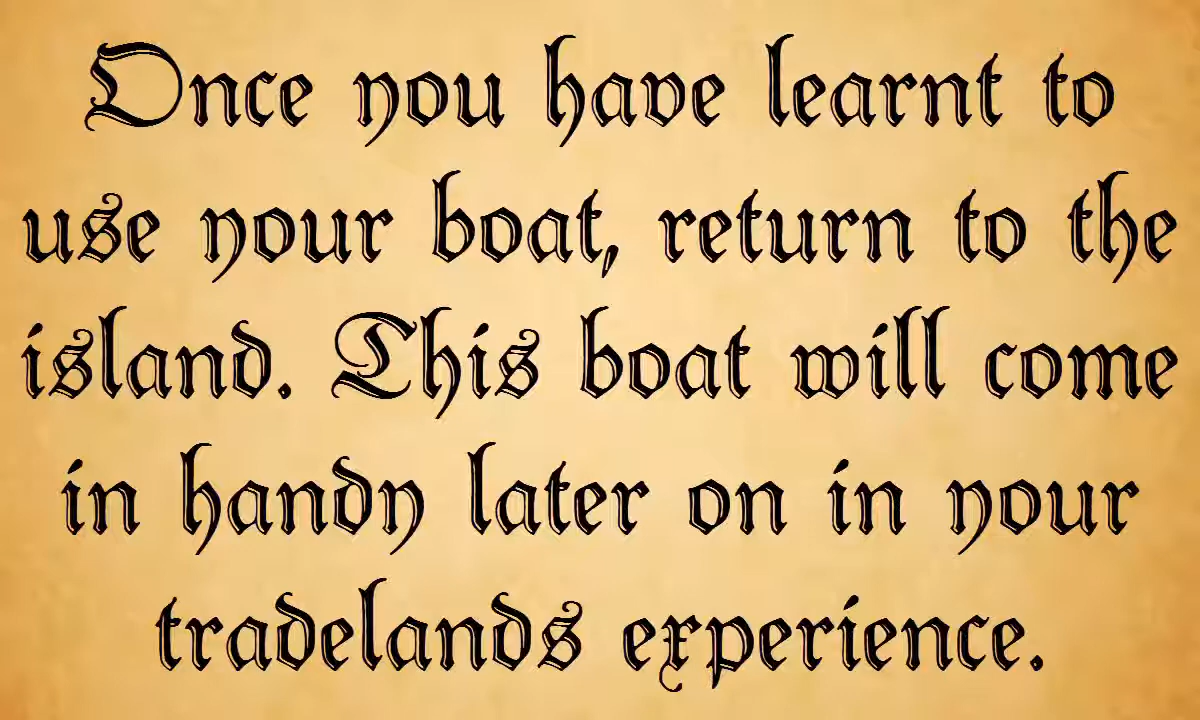 Once you have learnt to
use your boat, return to the
island. This boat will come
in handy later on in your
tradelands experience.